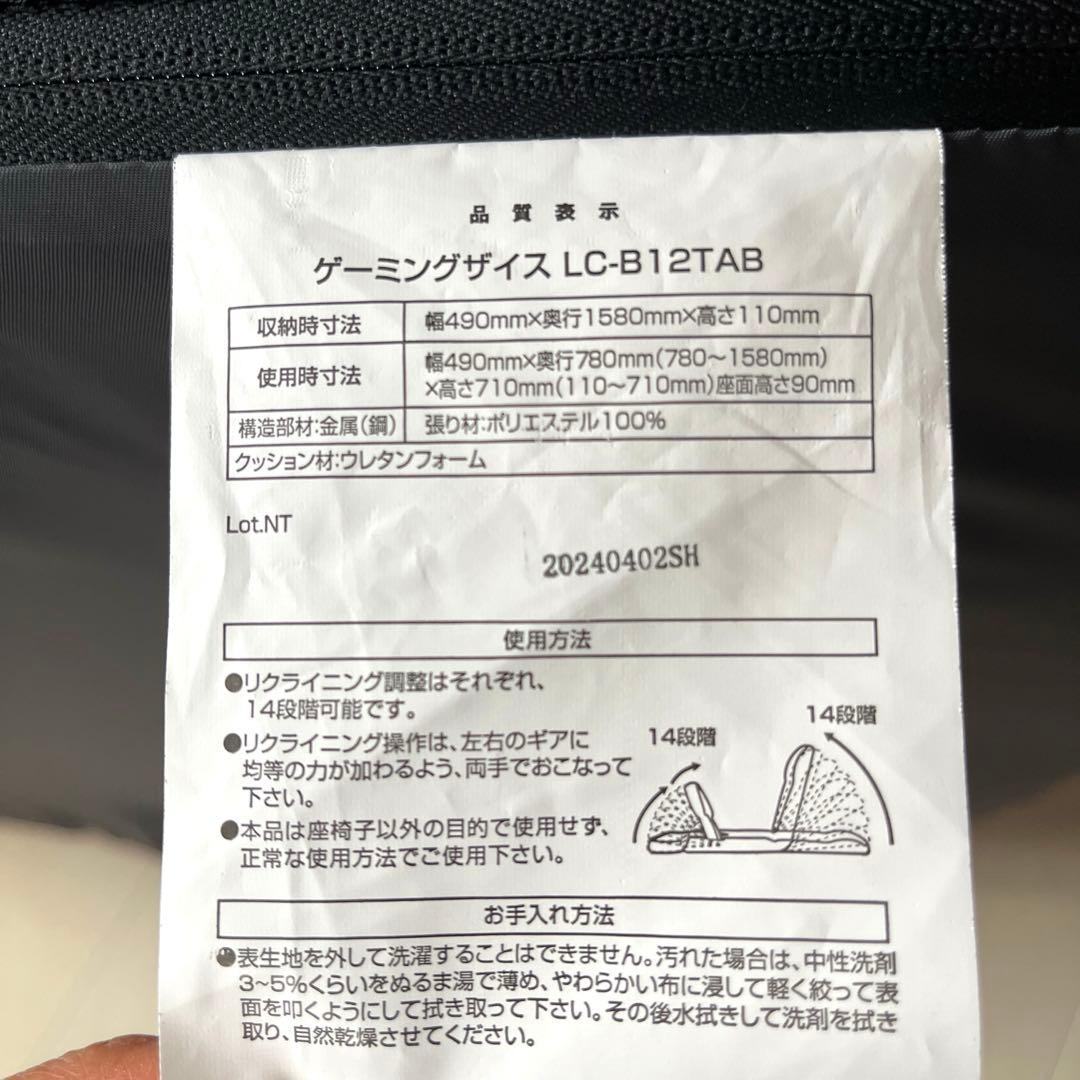 品質表示
ゲーミングザイス LC-B12TAB
収納時寸法 幅490mm×奥行1580mm×高さ110mm
使用時寸法 幅490mm×奥行780mm(780〜1580mm)
×高さ710mm(110〜710mm)座面高さ90mm
構造部材:金属(鋼) 張り材:ポリエステル100%
クッション材:ウレタンフォーム
Lot.NT
20240402SH
使用方法
●リクライニング調整はそれぞれ、
14段階可能です。
●リクライニング操作は、左右のギアに
均等の力が加わるよう、両手でおこなって
下さい。
●本品は座椅子以外の目的で使用せず、
正常な使用方法でご使用下さい。
14段階
14段階
お手入れ方法
●表生地を外して洗濯することはできません。汚れた場合は、中性洗剤
3~5%くらいをぬるま湯で薄め、やわらかい布に浸して軽く絞って表
面を叩くようにして拭き取って下さい。その後水拭きして洗剤を拭き
取り、自然乾燥させてください。